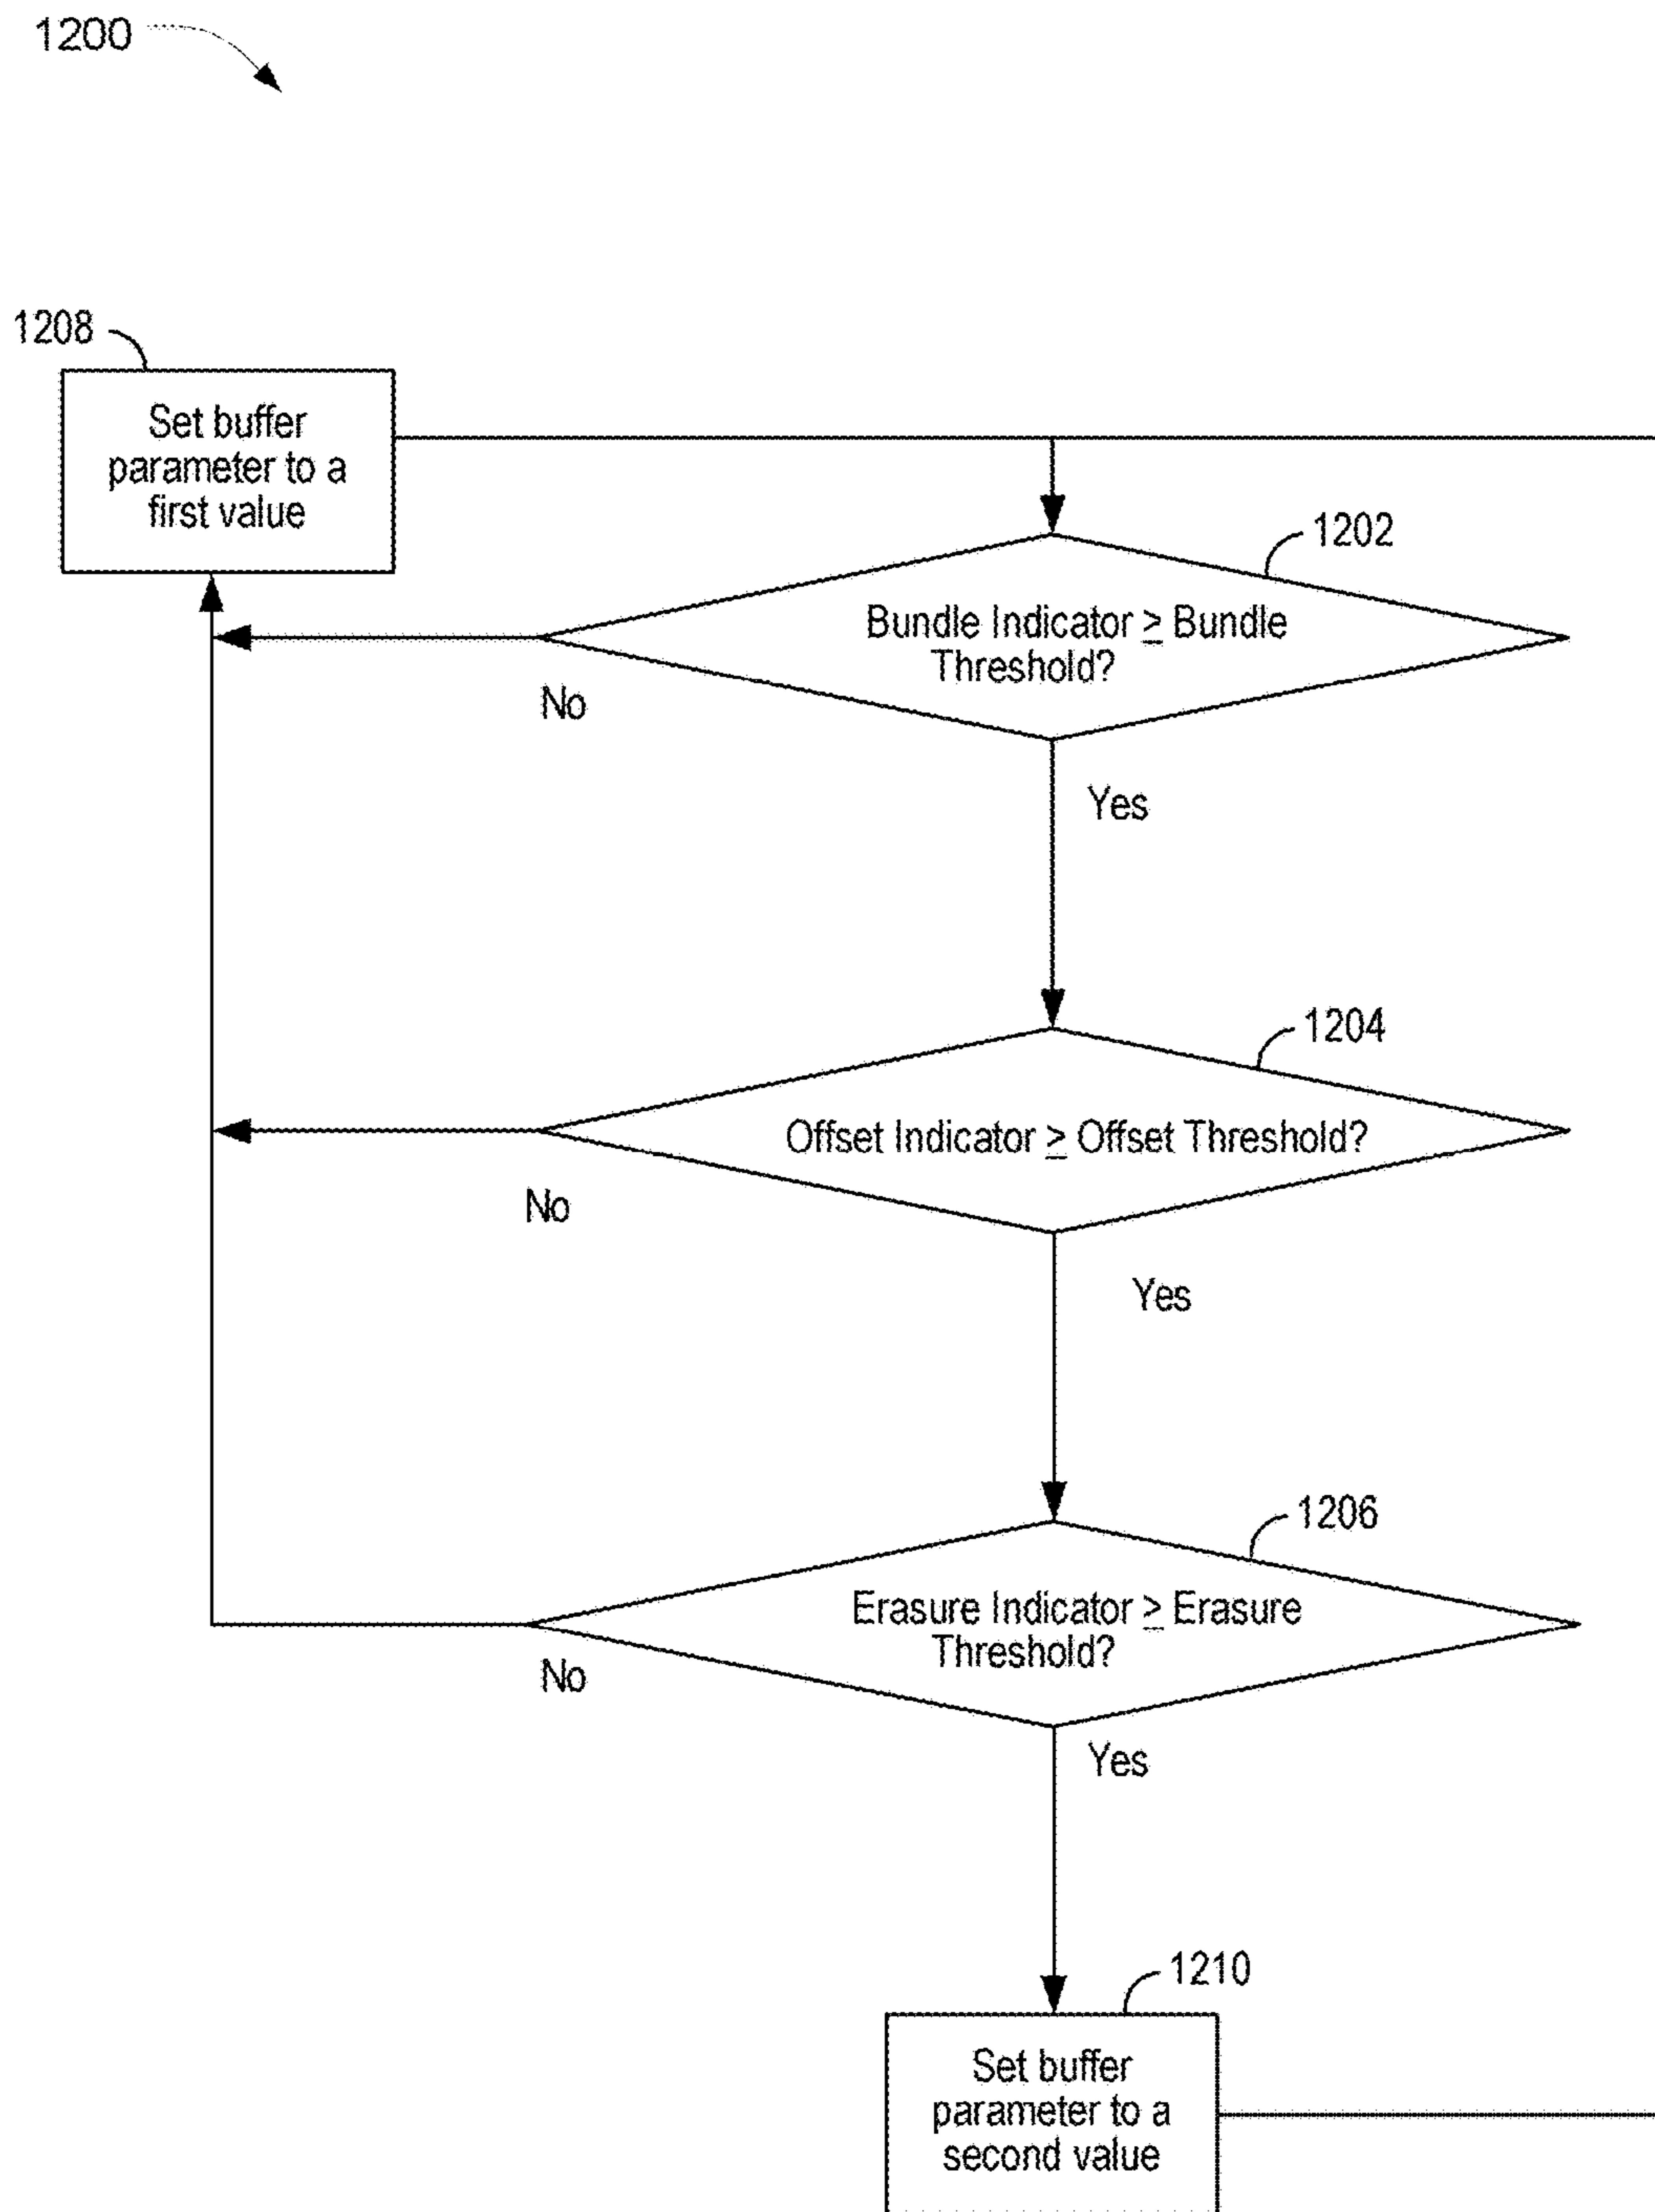 1200
1208
Set buffer
parameter to a
first value
1202
Bundle Indicator ≥ Bundle
Threshold?
No
Yes
1204
Offset Indicator ≥ Offset Threshold?
No
Yes
1206
Erasure Indicator ≥ Erasure
Threshold?
No
Yes
1210
Set buffer
parameter to a
second value